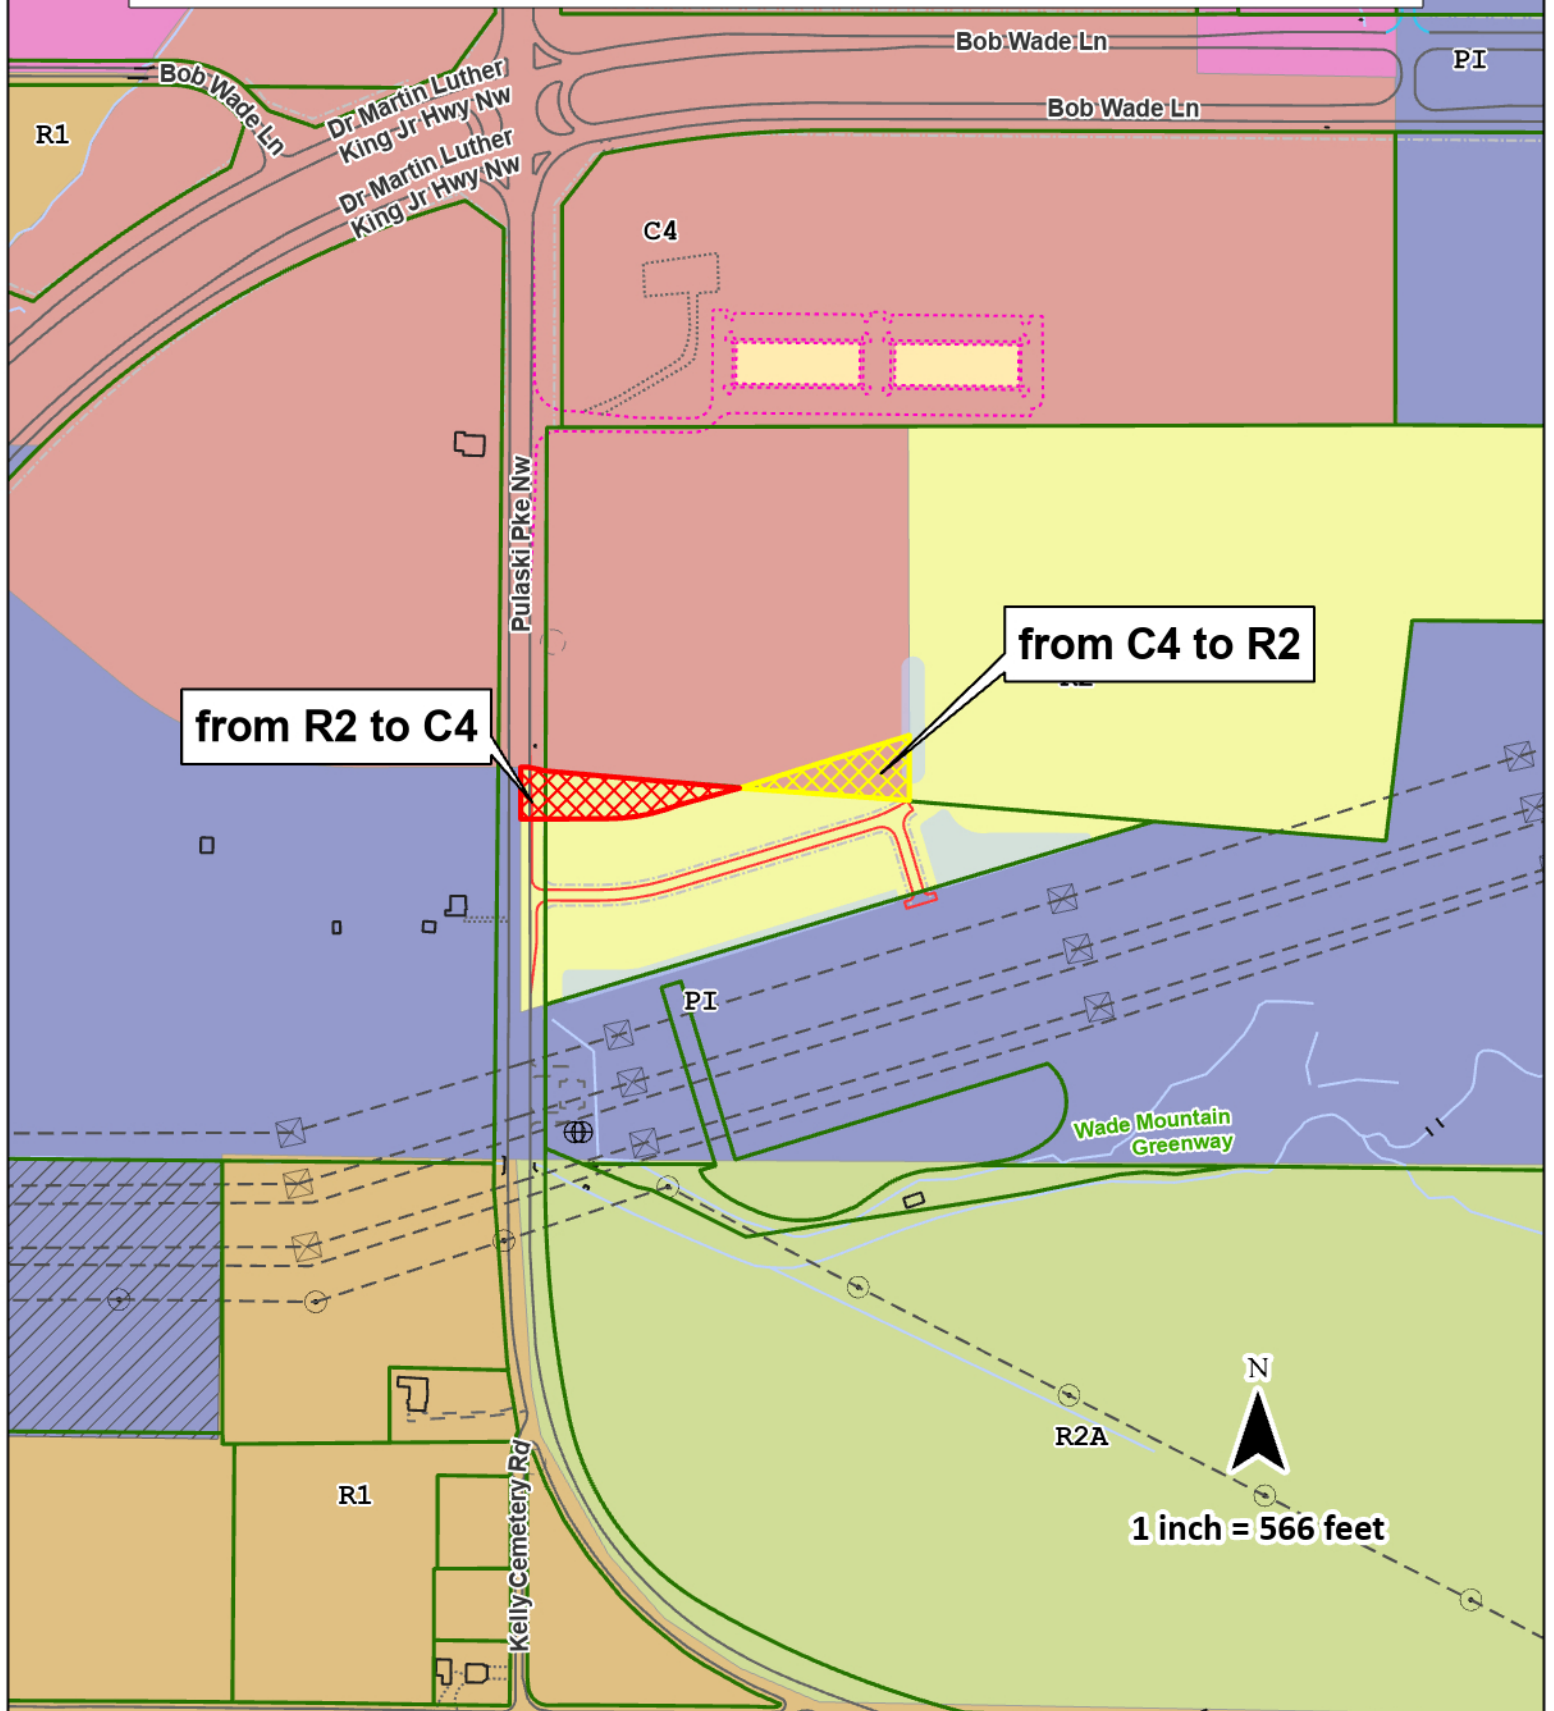 Bob Wade Ln
PI
Bob Wade Ln
Dr Martin Luther
King Jr Hwy Nw
Bob Wade Ln
R1
Dr Martin Luther
King Jr Hwy Nw
C4
Pulaski Pke Nw
from C4 to R2
R2
from R2 to C4
PI
Wade Mountain
Greenway
N
R2A
R1
Kelly Cemetery Rd
1 inch = 566 feet